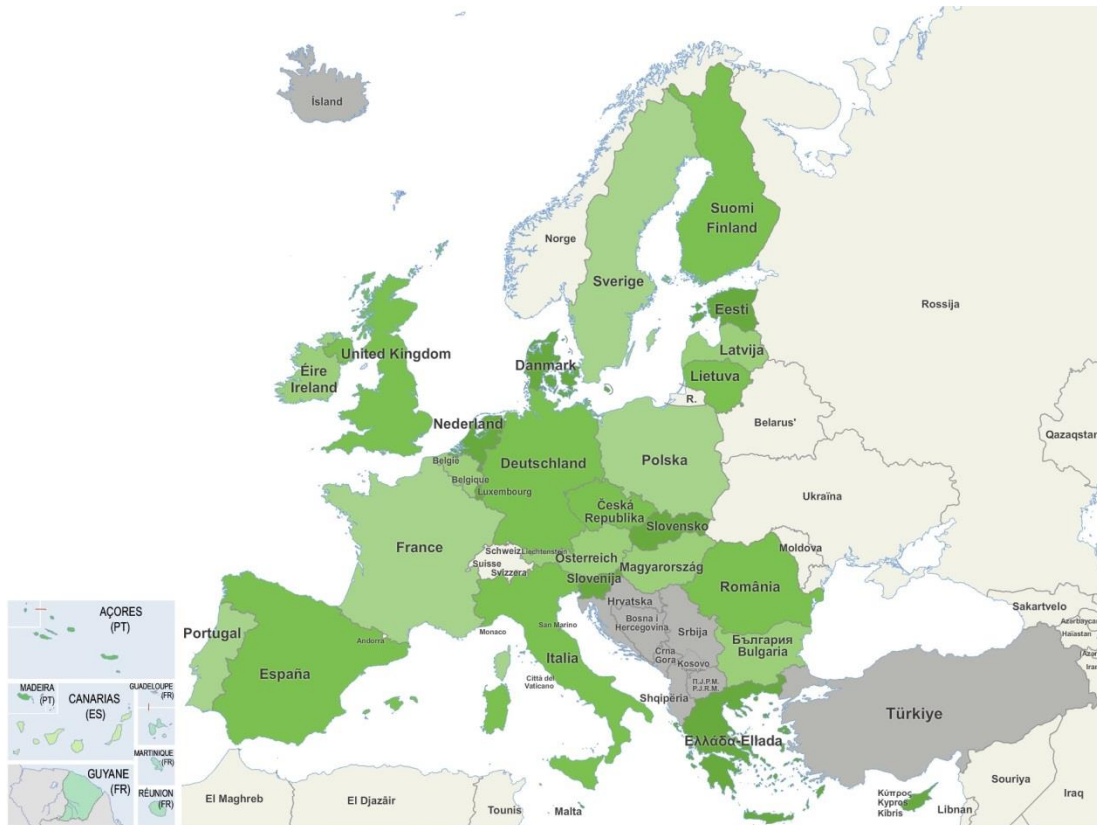 Ísland
Suomi
Finland
Norge
Sverige
Rossija
Eesti
Latvija
Lietuva
R.
Danmark
United Kingdom
Éire
Ireland
Nederland
Belarus'
Qazaqstan
België
Belgique
Luxembourg
Deutschland
Polska
Ukraïna
Česká
Republika
Slovensko
France
Schweiz
Suisse
Svizzera
Liechtenstein
Österreich
Magyarország
Moldova
Slovenija
România
Hrvatska
Bosna i
Hercegovina
Srbija
Crna
Gora
Kosovo
България
Bulgaria
П.Ј.Р.М.
P.J.R.M.
Shqipëria
Portugal
España
Andorra
Monaco
San Marino
Italia
Città del
Vaticano
Ελλάδα-Ellada
Türkiye
Sakartvelo
Azərbaycan
Haïastan
Iran
Souriya
Iraq
Libnan
Κύπρος
Kypros
Kibris
Malta
Tounis
El Djazâir
El Maghreb
AÇORES
(PT)
MADEIRA
(PT)
CANARIAS
(ES)
GUADELOUPE
(FR)
MARTINIQUE
(FR)
GUYANE
(FR)
RÉUNION
(FR)